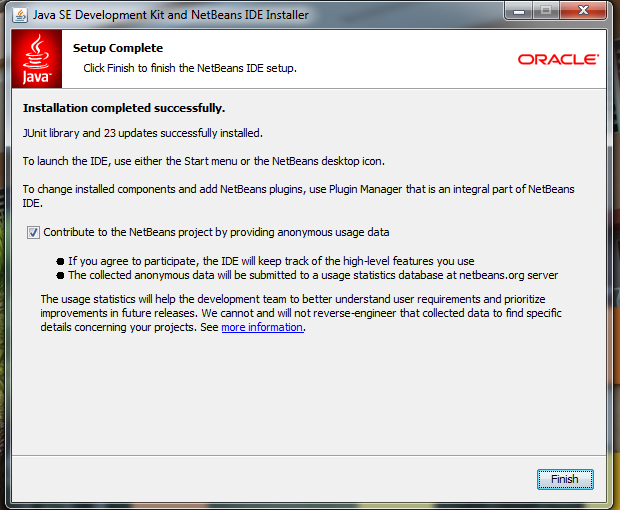 Java SE Development Kit and NetBeans IDE Installer
Java
Setup Complete
Click Finish to finish the NetBeans IDE setup.
ORACLE
Installation completed successfully.
JUnit library and 23 updates successfully installed.
To launch the IDE, use either the Start menu or the NetBeans desktop icon.
To change installed components and add NetBeans plugins, use Plugin Manager that is an integral part of NetBeans
IDE.
Contribute to the NetBeans project by providing anonymous usage data
● If you agree to participate, the IDE will keep track of the high-level features you use
● The collected anonymous data will be submitted to a usage statistics database at netbeans.org server
The usage statistics will help the development team to better understand user requirements and prioritize
improvements in future releases. We cannot and will not reverse-engineer that collected data to find specific
details concerning your projects. See more information.
Finish